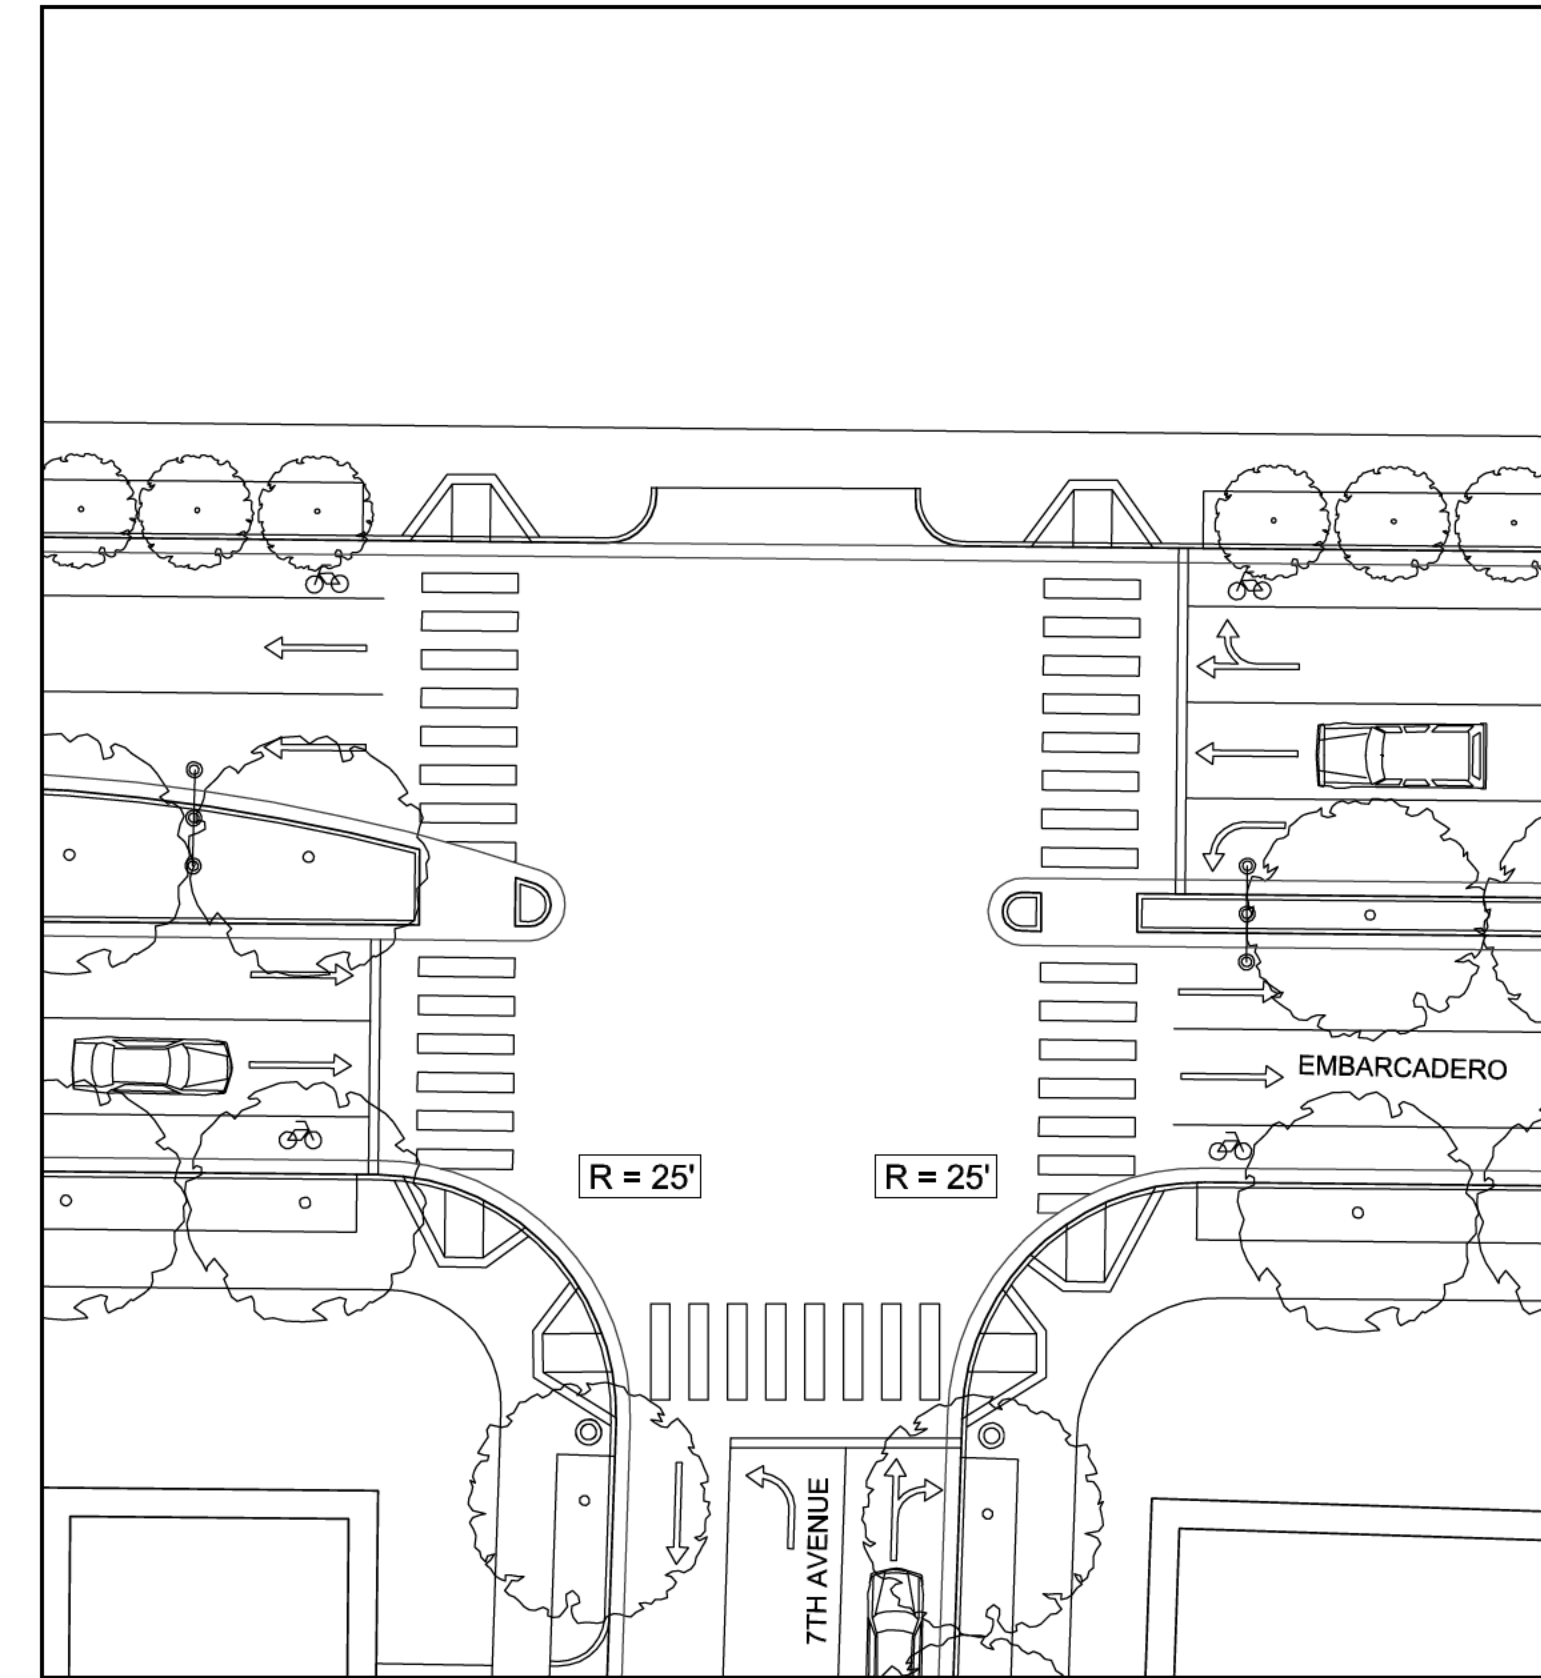 EMBARCADERO
R = 25'
R = 25'
7TH AVENUE